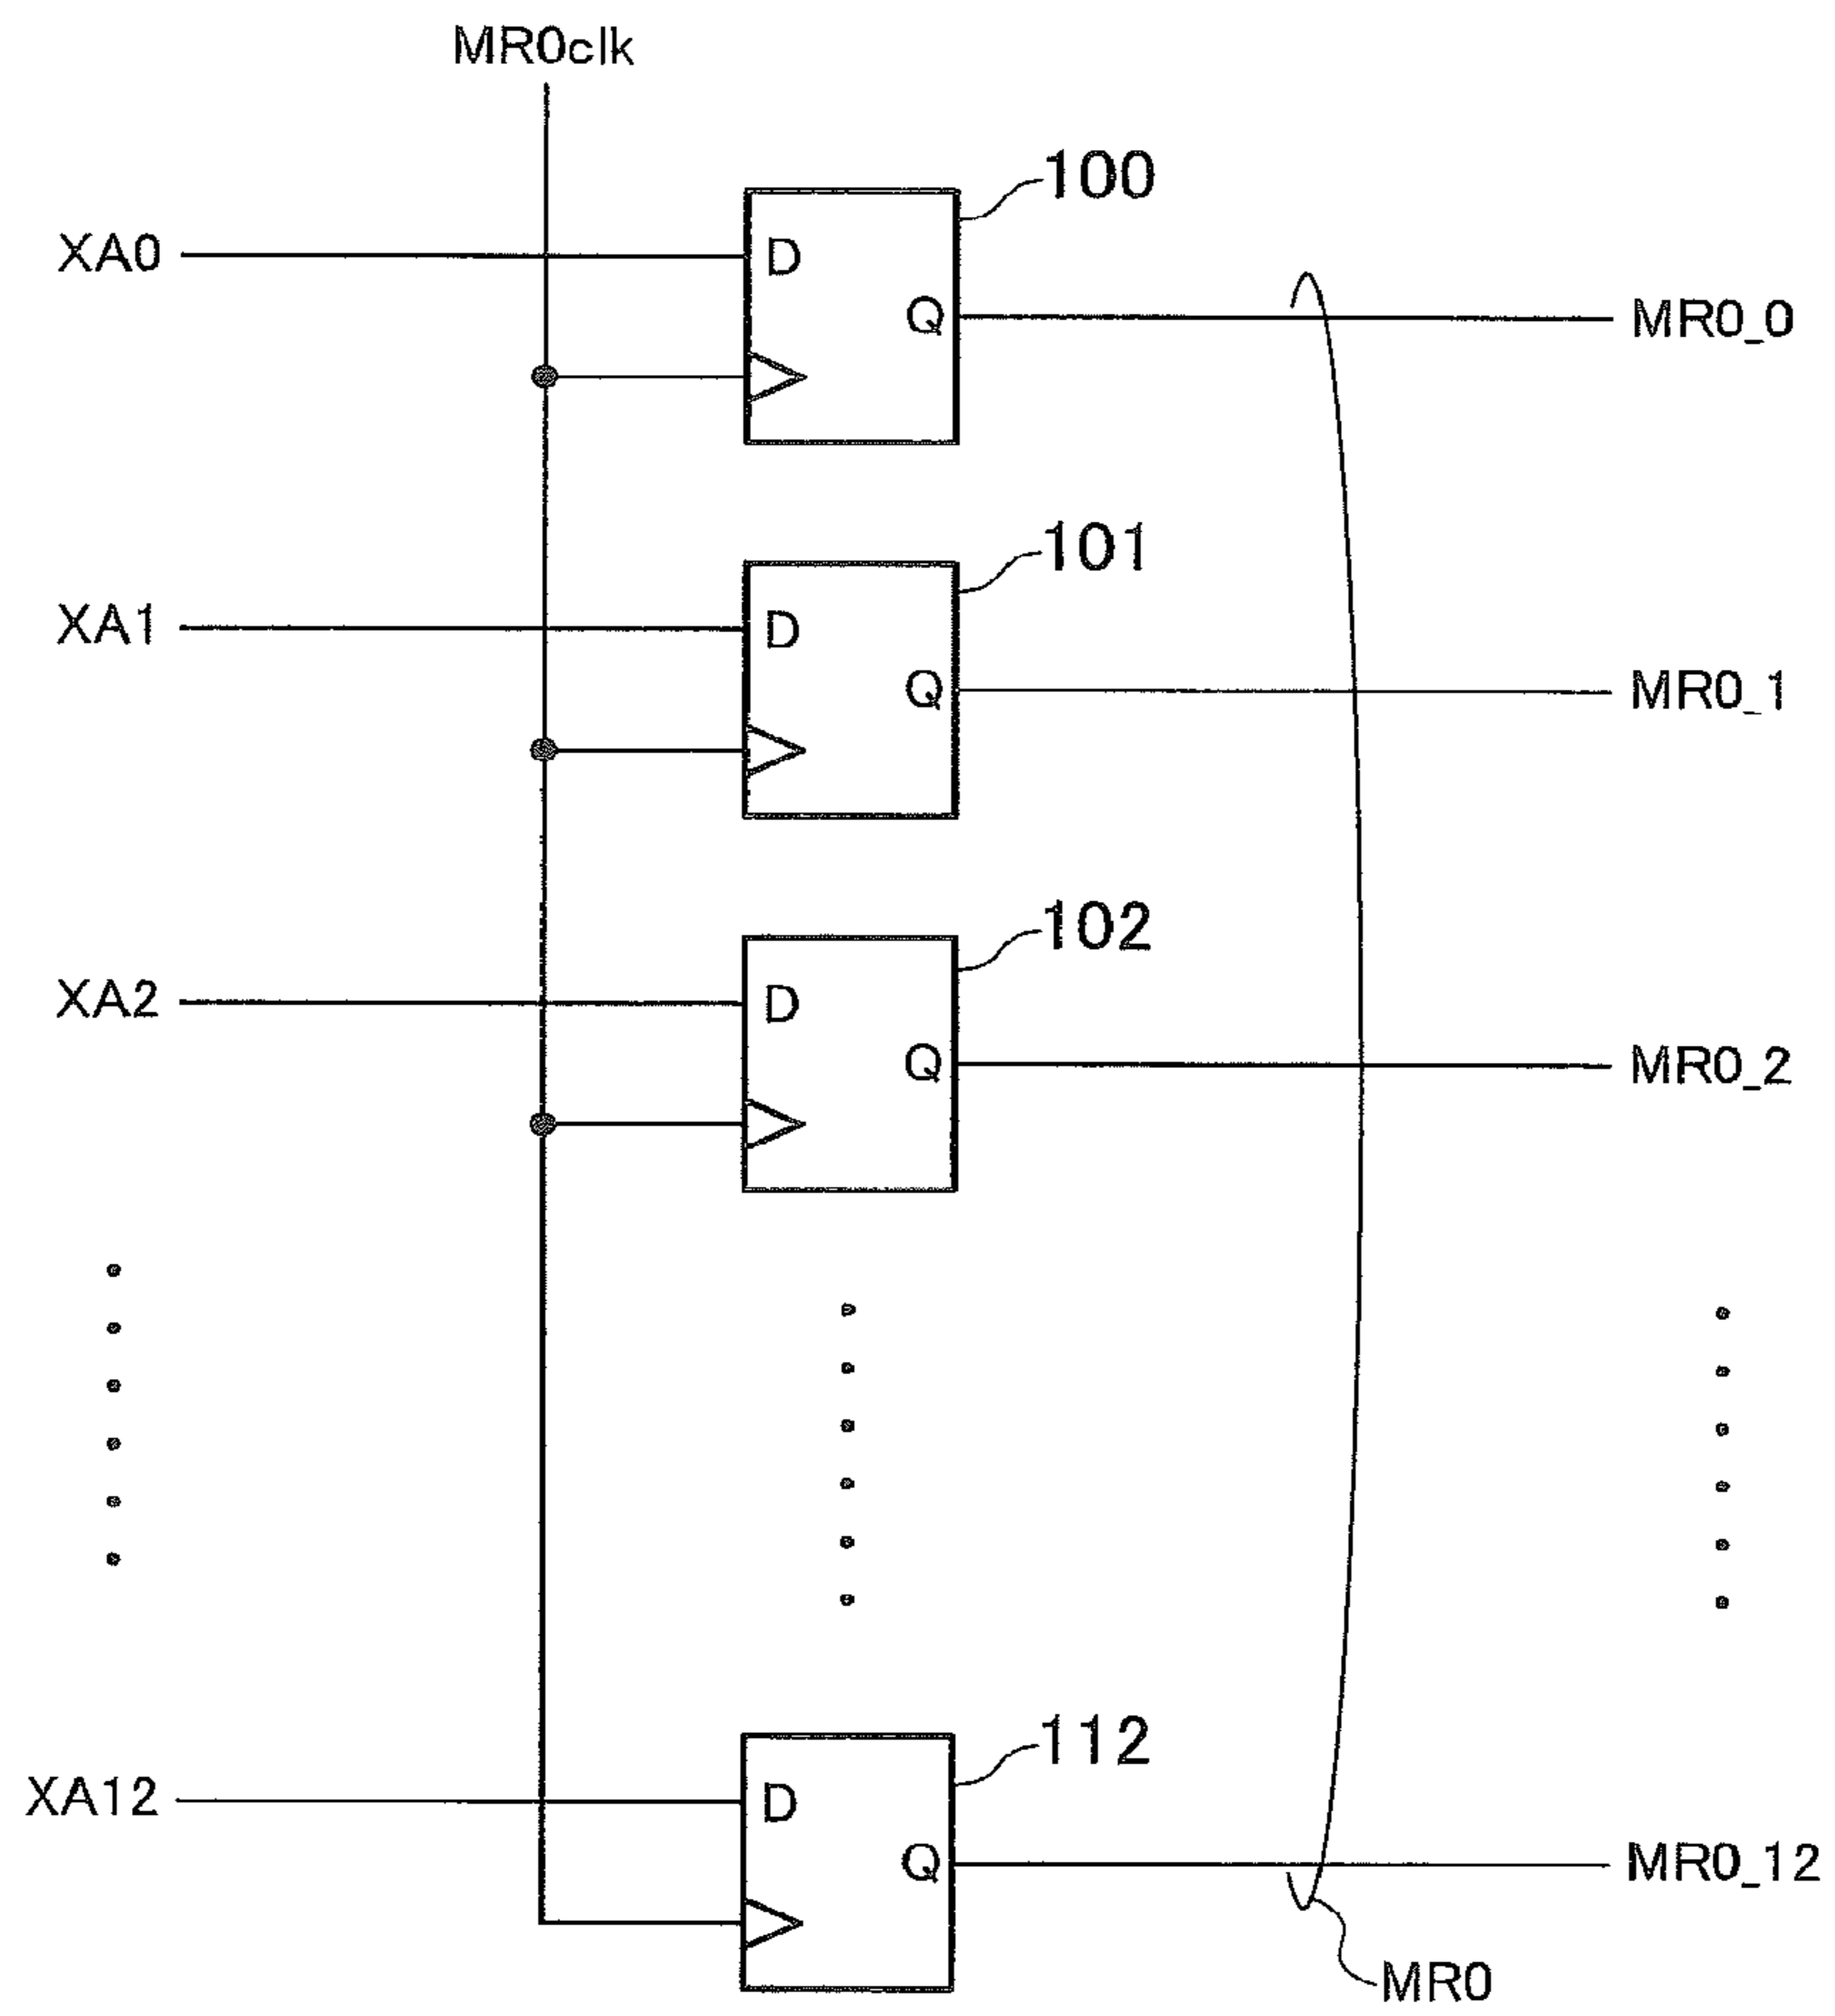 MR0clk
100
XA0
D
Q
MR0_0
101
XA1
D
Q
MR0_1
102
XA2
D
Q
MR0_2
112
XA12
D
Q
MR0_12
MR0